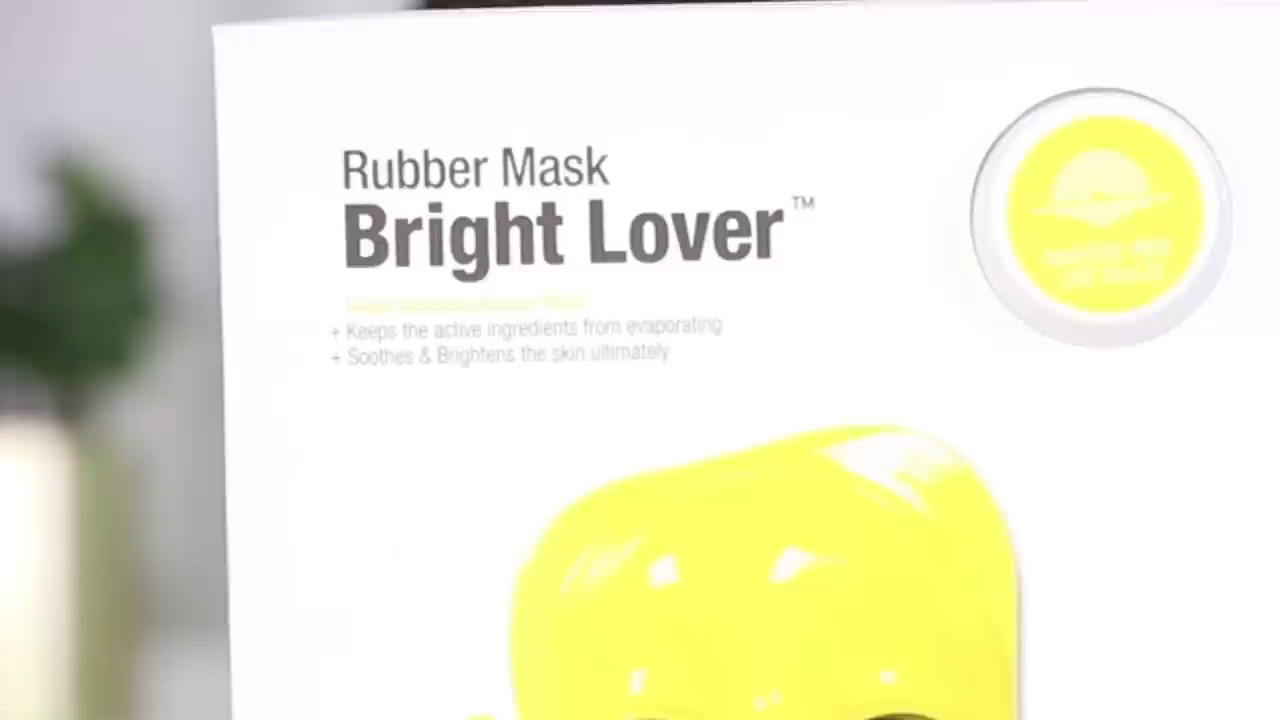 Rubber Mask
Bright Lover™
+ Keeps the active ingredients from evaporating
+ Soothes & Brightens the skin ultimately